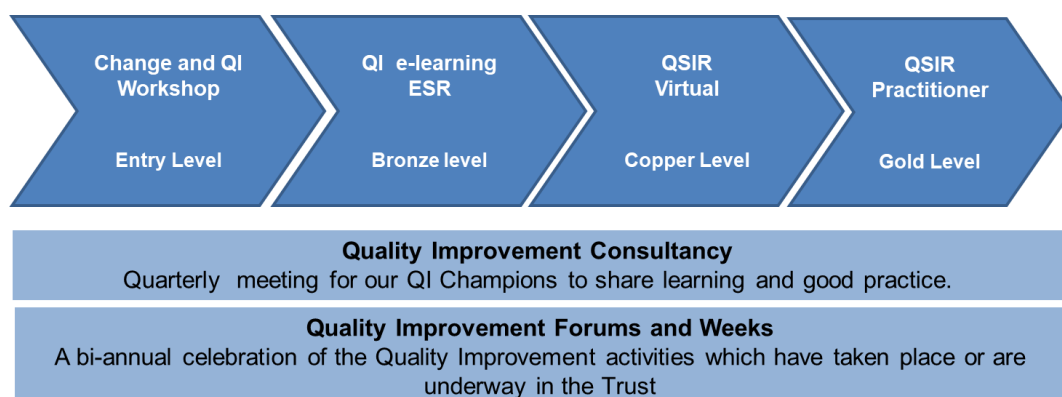 Change and QI
Workshop
Entry Level
QI e-learning
ESR
Bronze level
QSIR
Virtual
Copper Level
QSIR
Practitioner
Gold Level
Quality Improvement Consultancy
Quarterly meeting for our QI Champions to share learning and good practice.
Quality Improvement Forums and Weeks
A bi-annual celebration of the Quality Improvement activities which have taken place or are
underway in the Trust